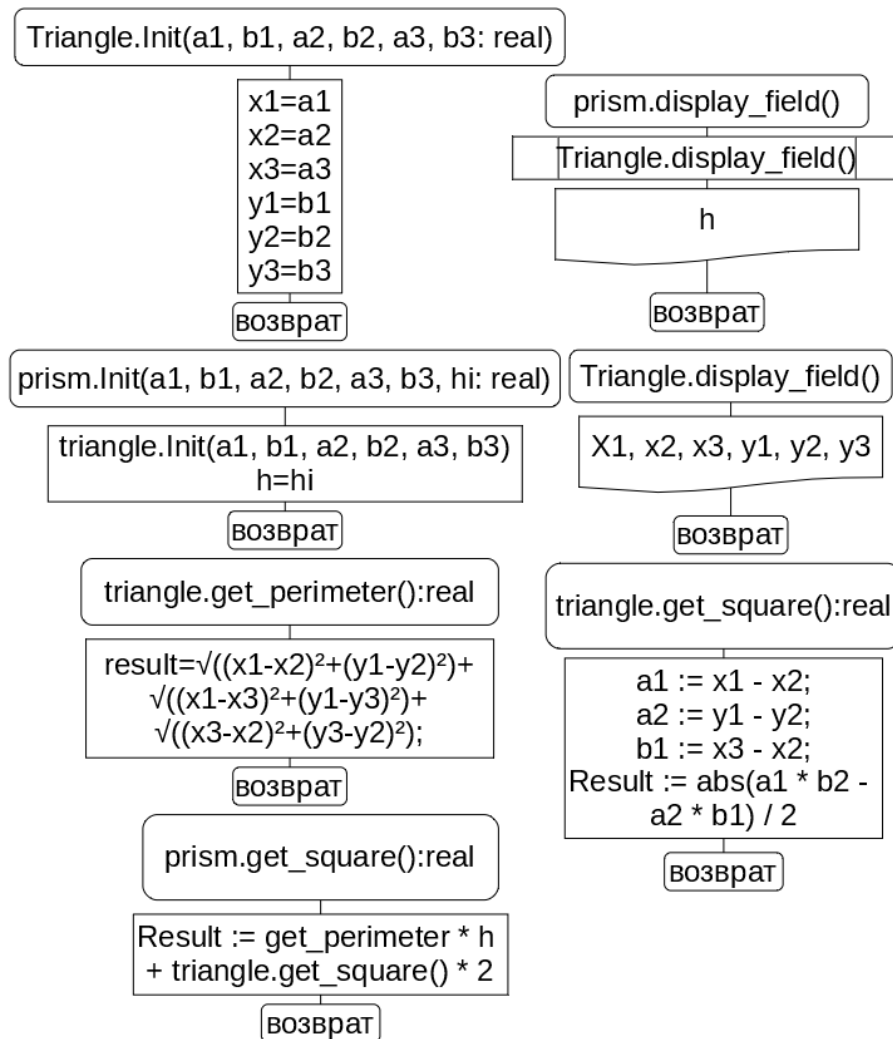 Triangle.Init(a1, b1, a2, b2, a3, b3: real)
x1=a1
x2=a2
x3=a3
y1=b1
y2=b2
y3=b3
возврат
prism.Init(a1, b1, a2, b2, a3, b3, hi: real)
triangle.Init(a1, b1, a2, b2, a3, b3)
h=hi
возврат
triangle.get_perimeter():real
result=√((x1-x2)²+(y1-y2)²)+
√((x1-x3)²+(y1-y3)²)+
√((x3-x2)²+(y3-y2)²);
возврат
prism.get_square():real
Result := get_perimeter * h
+ triangle.get_square() * 2
возврат
prism.display_field()
Triangle.display_field()
h
возврат
Triangle.display_field()
X1, x2, x3, y1, y2, y3
возврат
triangle.get_square():real
a1 := x1 - x2;
a2 := y1 - y2;
b1 := x3 - x2;
Result := abs(a1 * b2 -
a2 * b1) / 2
возврат